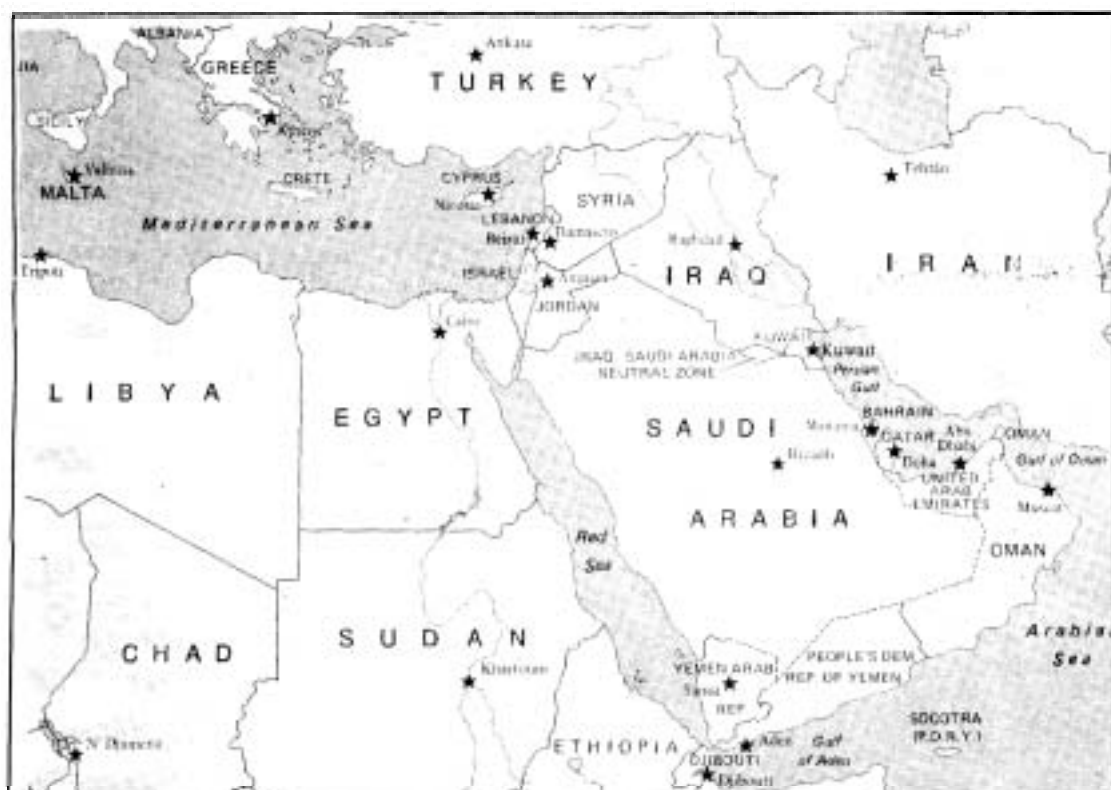 ALBANIA
Ankara
GREECE
TURKEY
SICILY
Tehrān
Valletta
MALTA
CRETE
CYPRUS
Nicosia
SYRIA
Mediterranean Sea
LEBANON
Beirut
Damascus
Baghdad
IRAN
Tripoli
ISRAEL
Amman
IRAQ
JORDAN
Cairo
KUWAIT
Kuwait
IRAQ - SAUDI ARABIA
NEUTRAL ZONE
Persian
Gulf
LIBYA
EGYPT
SAUDI
BAHRAIN
Manama
QATAR
Abu
Dhabi
OMAN
Riyadh
Doha
Gulf of Oman
UNITED
ARAB
EMIRATES
Muscat
ARABIA
Red
Sea
OMAN
CHAD
SUDAN
Arabian
Sea
Khartoum
YEMEN ARAB
REP
PEOPLE'S DEM.
REP OF YEMEN
SOCOTRA
(P.D.R.Y.)
N'Djamena
ETHIOPIA
Aden
Gulf
of Aden
DJIBOUTI
Djibouti